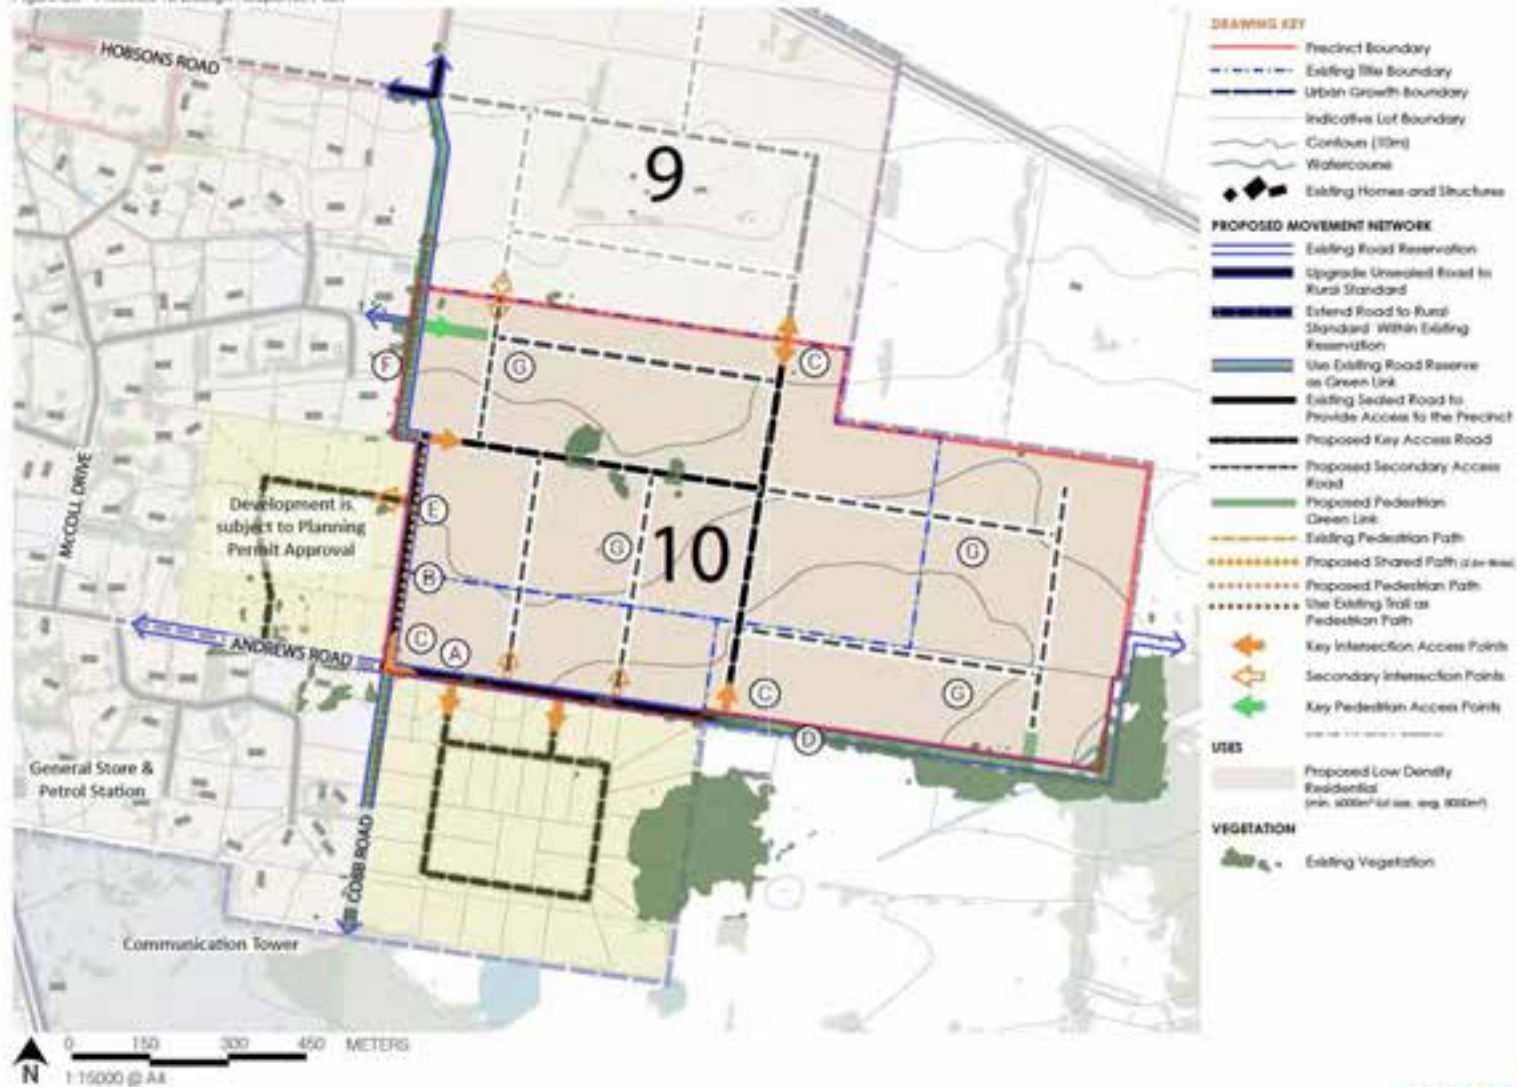 HOBSONS ROAD
9
C
F
G
McCOLL DRIVE
Development is
subject to Planning
Permit Approval
E
G
10
G
B
ANDREWS ROAD
C
A
C
G
D
General Store &
Petrol Station
COBB ROAD
Communication Tower
N
0 150 300 450 METERS
1:15000 @ A4
DRAWING KEY
Precinct Boundary
Existing Title Boundary
Urban Growth Boundary
Indicative Lot Boundary
Contours (10m)
Watercourse
Existing Homes and Structures
PROPOSED MOVEMENT NETWORK
Existing Road Reservation
Upgrade Unsealed Road to
Rural Standard
Extend Road to Rural
Standard Within Existing
Reservation
Use Existing Road Reserve
as Green Link
Existing Sealed Road to
Provide Access to the Precinct
Proposed Key Access Road
Proposed Secondary Access
Road
Proposed Pedestrian
Green Link
Existing Pedestrian Path
Proposed Shared Path
Proposed Pedestrian Path
Use Existing Trail as
Pedestrian Path
Key Intersection Access Points
Secondary Intersection Points
Key Pedestrian Access Points
USES
Proposed Low Density
Residential
VEGETATION
Existing Vegetation